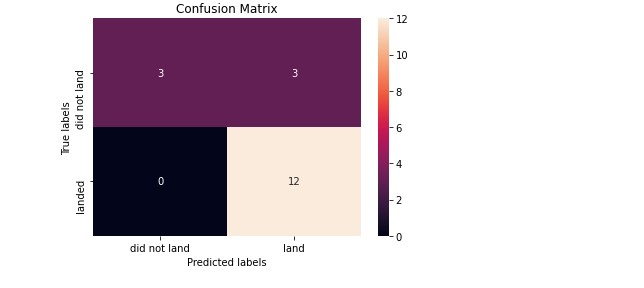 Confusion Matrix
True labels
did not land
landed
3
3
0
12
did not land
land
Predicted labels
12
10
8
6
4
2
0